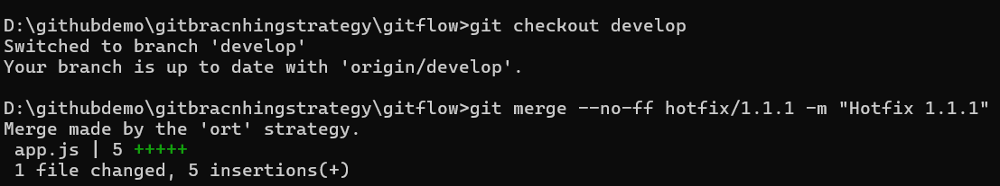 D:\githubdemo\gitbracnhingstrategy\gitflow>git checkout develop
Switched to branch 'develop'
Your branch is up to date with 'origin/develop'.
D:\githubdemo\gitbracnhingstrategy\gitflow>git merge --no-ff hotfix/1.1.1 -m "Hotfix 1.1.1"
Merge made by the 'ort' strategy.
 app.js | 5 +++++
 1 file changed, 5 insertions(+)